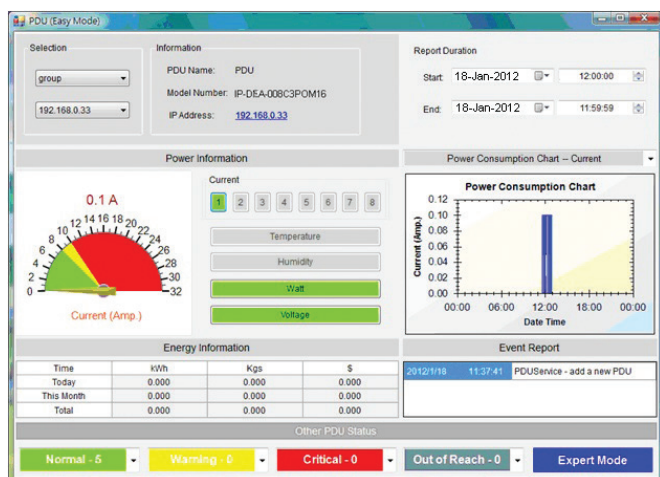 PDU (Easy Mode)
Selection
group
192.168.0.33
Information
PDU Name: PDU
Model Number: IP-DEA-008C3POM16
IP Address: 192.168.0.33
Report Duration
Start: 18-Jan-2012 12:00:00
End: 18-Jan-2012 11:59:59
Power Information
0.1 A
0 2 4 6 8 10 12 14 16 18 20 22 24 26 28 30 32
Current (Amp.)
Current
1 2 3 4 5 6 7 8
Temperature
Humidity
Watt
Voltage
Power Consumption Chart -- Current
Power Consumption Chart
Current (Amp.)
0.12
0.10
0.08
0.06
0.04
0.02
0.00
00:00 06:00 12:00 18:00 00:00
Date Time
Energy Information
Time kWh Kgs $
Today 0.000 0.000 0.000
This Month 0.000 0.000 0.000
Total 0.000 0.000 0.000
Event Report
2012/1/18 11:37:41 PDUService - add a new PDU
Other PDU Status
Normal - 5
Warning - 0
Critical - 0
Out of Reach - 0
Expert Mode